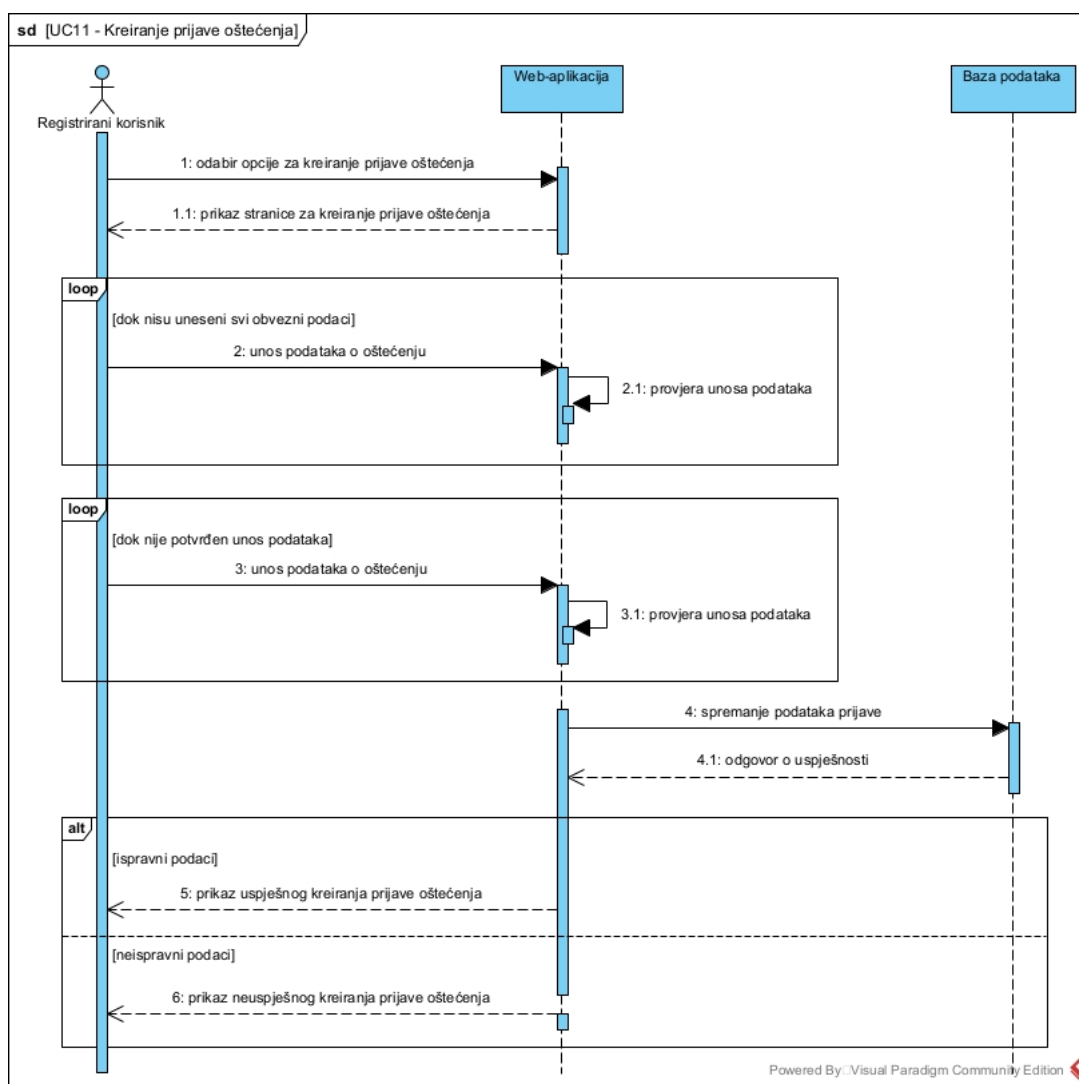 sd [UC11 - Kreiranje prijave oštećenja]
Web-aplikacija
Baza podataka
Registrirani korisnik
1: odabir opcije za kreiranje prijave oštećenja
1.1: prikaz stranice za kreiranje prijave oštećenja
loop
[dok nisu uneseni svi obvezni podaci]
2: unos podataka o oštećenju
2.1: provjera unosa podataka
loop
[dok nije potvrđen unos podataka]
3: unos podataka o oštećenju
3.1: provjera unosa podataka
4: spremanje podataka prijave
4.1: odgovor o uspješnosti
alt
[ispravni podaci]
5: prikaz uspješnog kreiranja prijave oštećenja
[neispravni podaci]
6: prikaz neuspješnog kreiranja prijave oštećenja
Powered By Visual Paradigm Community Edition